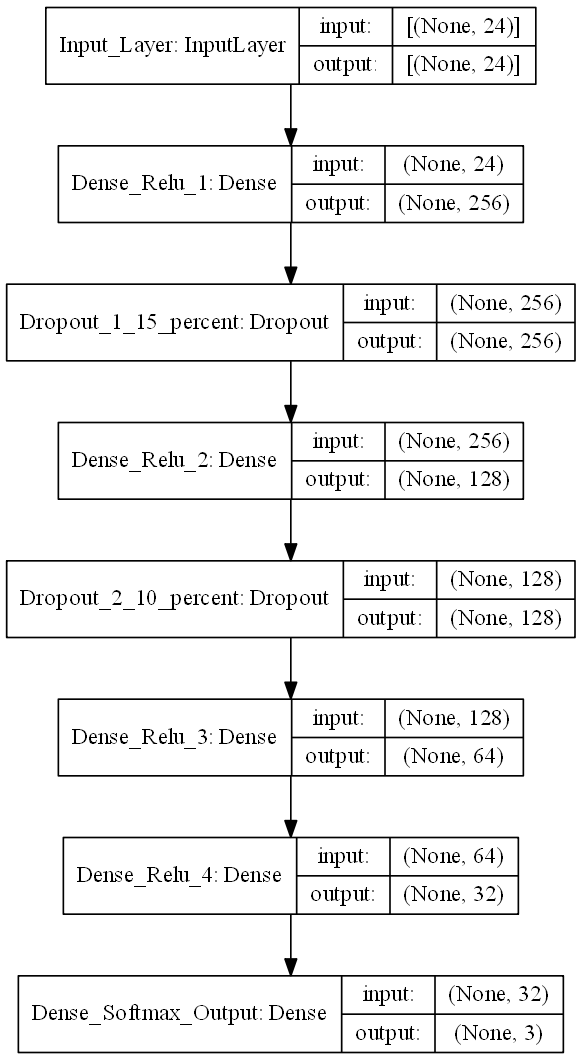 Input_Layer: InputLayer
input: [(None, 24)]
output: [(None, 24)]
Dense_Relu_1: Dense
input: (None, 24)
output: (None, 256)
Dropout_1_15_percent: Dropout
input: (None, 256)
output: (None, 256)
Dense_Relu_2: Dense
input: (None, 256)
output: (None, 128)
Dropout_2_10_percent: Dropout
input: (None, 128)
output: (None, 128)
Dense_Relu_3: Dense
input: (None, 128)
output: (None, 64)
Dense_Relu_4: Dense
input: (None, 64)
output: (None, 32)
Dense_Softmax_Output: Dense
input: (None, 32)
output: (None, 3)